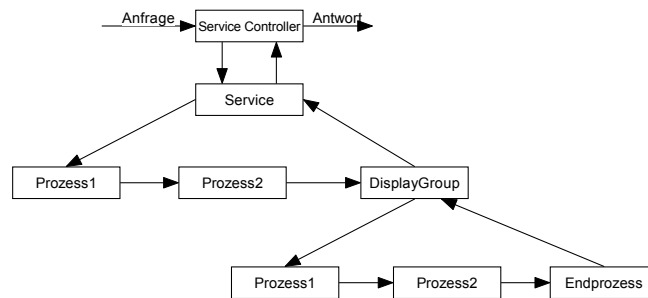 Anfrage
Service Controller
Antwort
Service
Prozess1
Prozess2
DisplayGroup
Prozess1
Prozess2
Endprozess